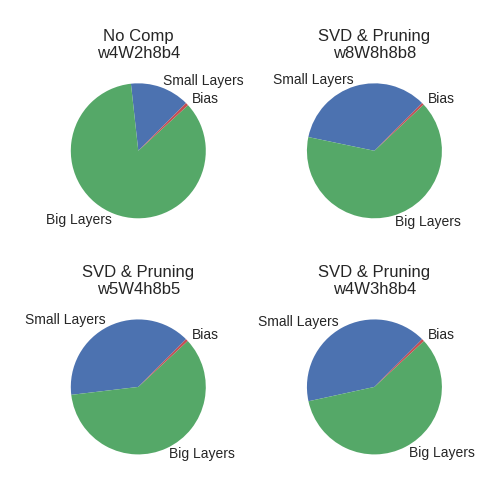 No Comp
w4W2h8b4
Small Layers
Bias
Big Layers
SVD & Pruning
w8W8h8b8
Small Layers
Bias
Big Layers
SVD & Pruning
w5W4h8b5
Small Layers
Bias
Big Layers
SVD & Pruning
w4W3h8b4
Small Layers
Bias
Big Layers